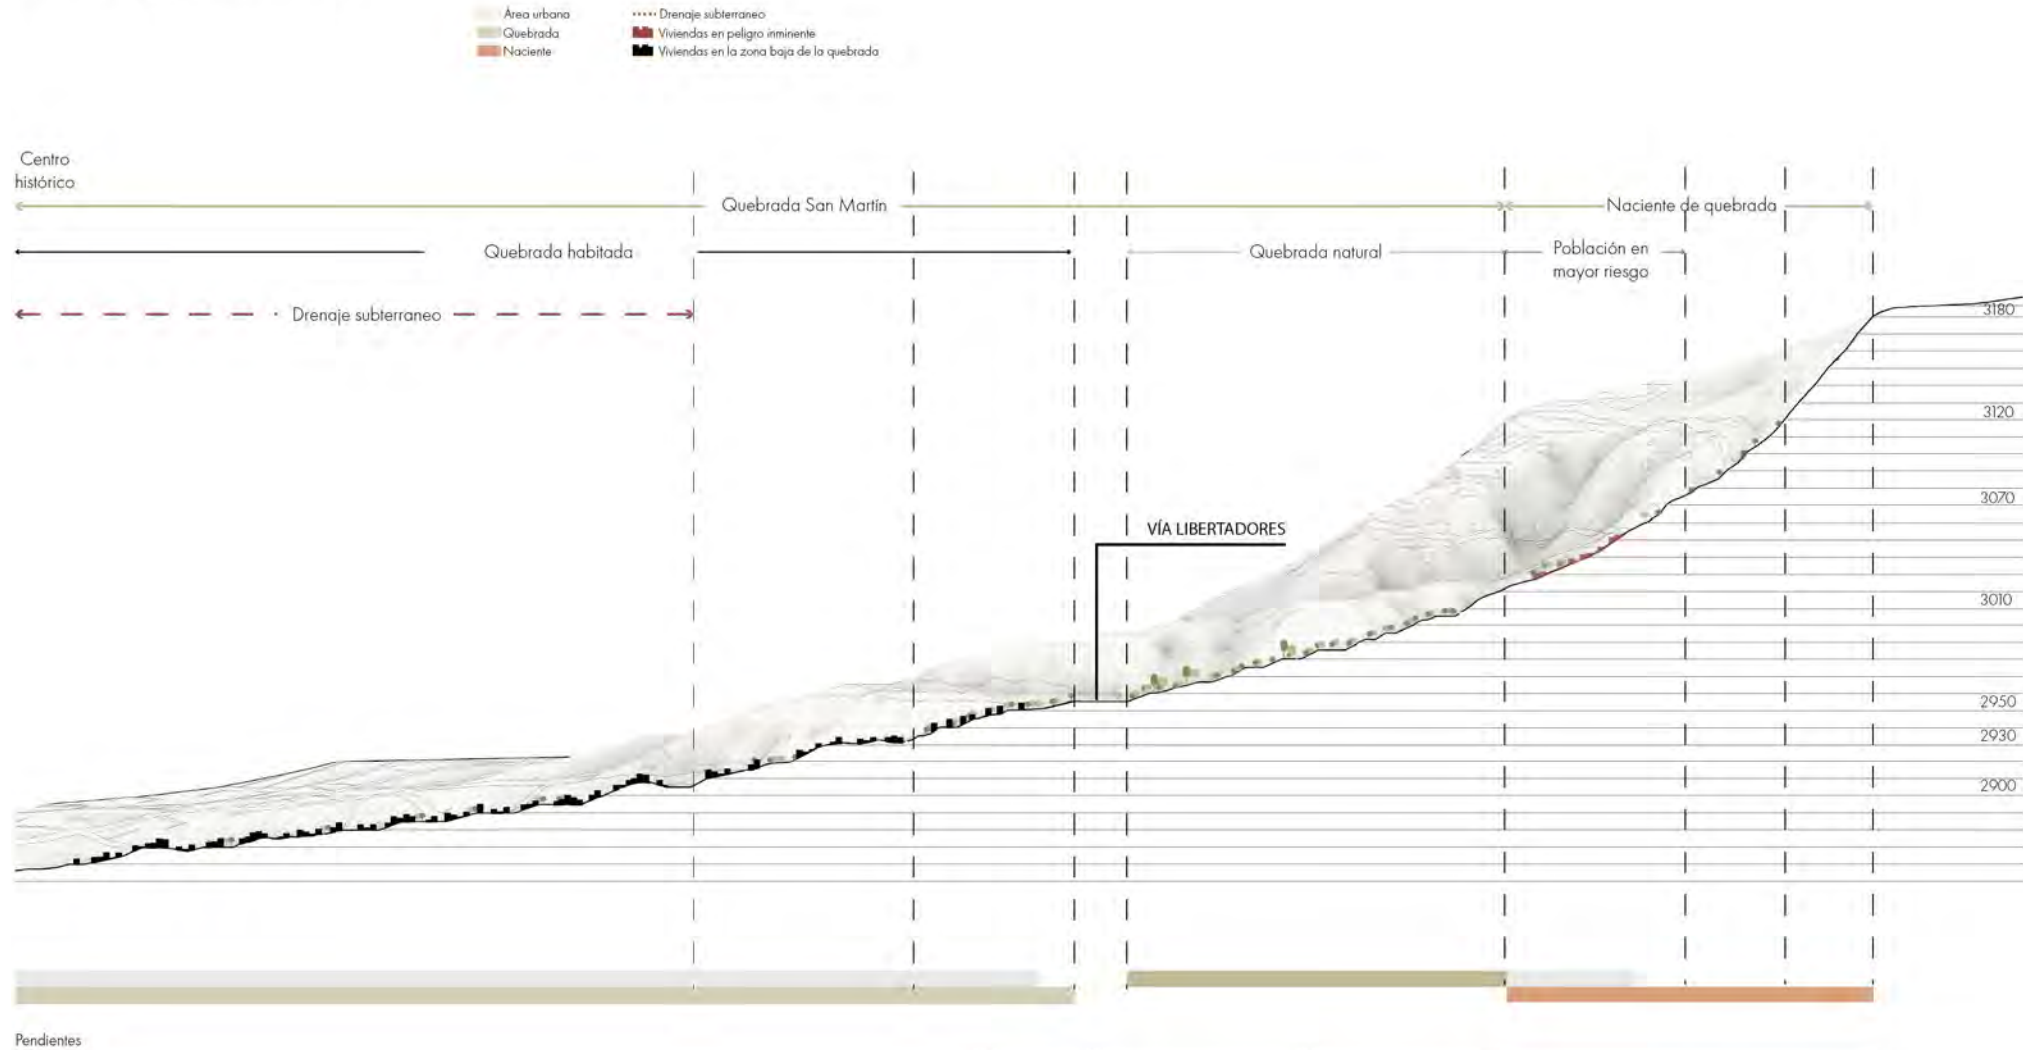 Área urbana
Quebrada
Naciente
Drenaje subterraneo
Viviendas en peligro inminente
Viviendas en la zona baja de la quebrada
Centro
histórico
Quebrada San Martín
Naciente de quebrada
Quebrada habitada
Quebrada natural
Población en
mayor riesgo
Drenaje subterraneo
3180
3120
3070
VÍA LIBERTADORES
3010
2950
2930
2900
Pendientes